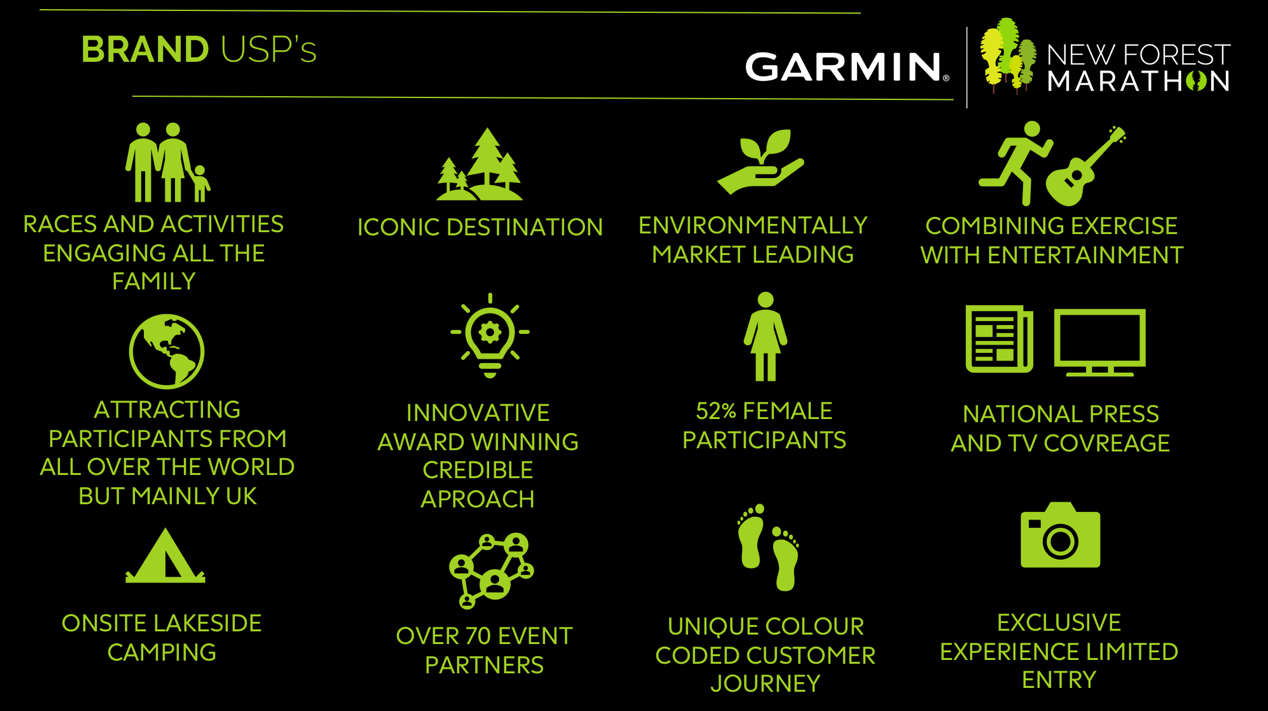 BRAND USP's
GARMIN®
NEW FOREST
MARATHON
RACES AND ACTIVITIES
ENGAGING ALL THE
FAMILY
ICONIC DESTINATION
ENVIRONMENTALLY
MARKET LEADING
COMBINING EXERCISE
WITH ENTERTAINMENT
ATTRACTING
PARTICIPANTS FROM
ALL OVER THE WORLD
BUT MAINLY UK
INNOVATIVE
AWARD WINNING
CREDIBLE
APROACH
52% FEMALE
PARTICIPANTS
NATIONAL PRESS
AND TV COVREAGE
ONSITE LAKESIDE
CAMPING
OVER 70 EVENT
PARTNERS
UNIQUE COLOUR
CODED CUSTOMER
JOURNEY
EXCLUSIVE
EXPERIENCE LIMITED
ENTRY